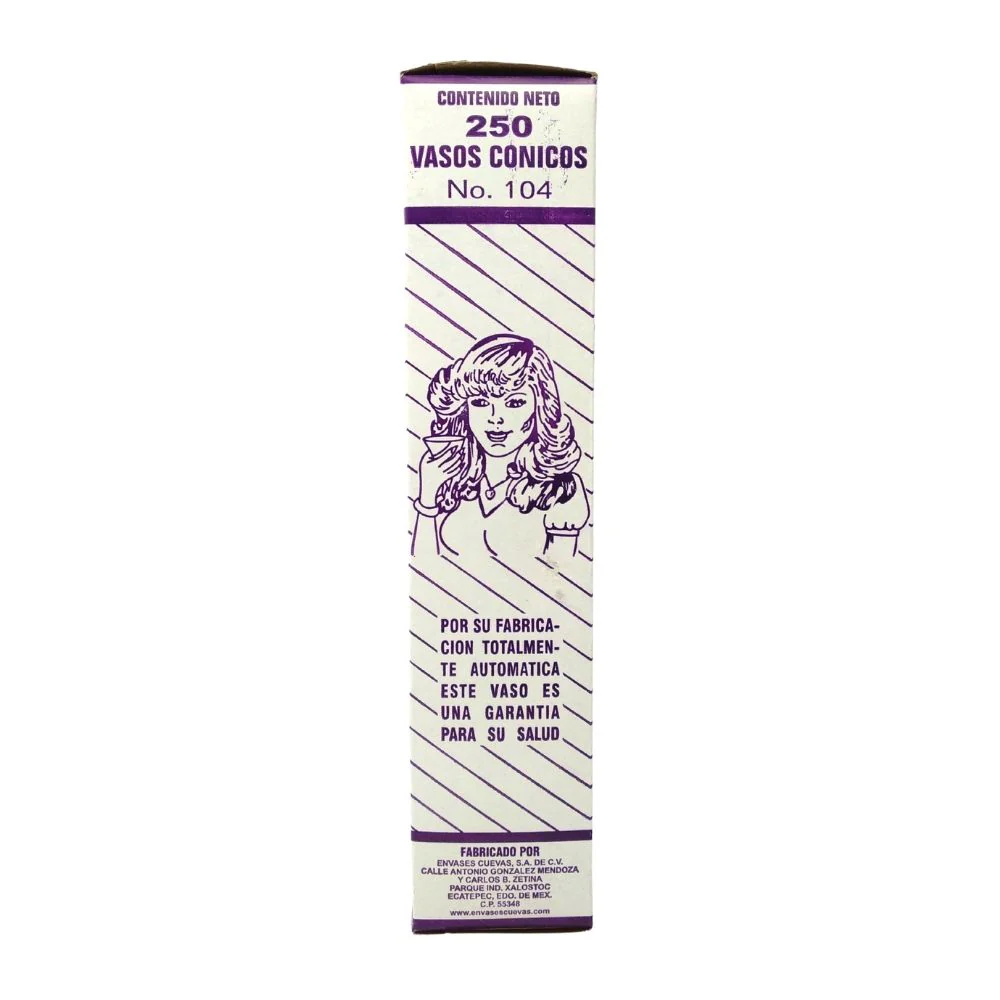 CONTENIDO NETO
250
VASOS CONICOS
No. 104
POR SU FABRICA-
CION TOTALMEN-
TE AUTOMATICA
ESTE VASO ES
UNA GARANTIA
PARA SU SALUD
FABRICADO POR
ENVASES CUEVAS, S.A. DE C.V.
CALLE ANTONIO GONZALEZ MENDOZA
Y CARLOS B. ZETINA
PARQUE IND. XALOSTOC
ECATEPEC, EDO. DE MEX.
C.P. 55348
www.envasescuevas.com